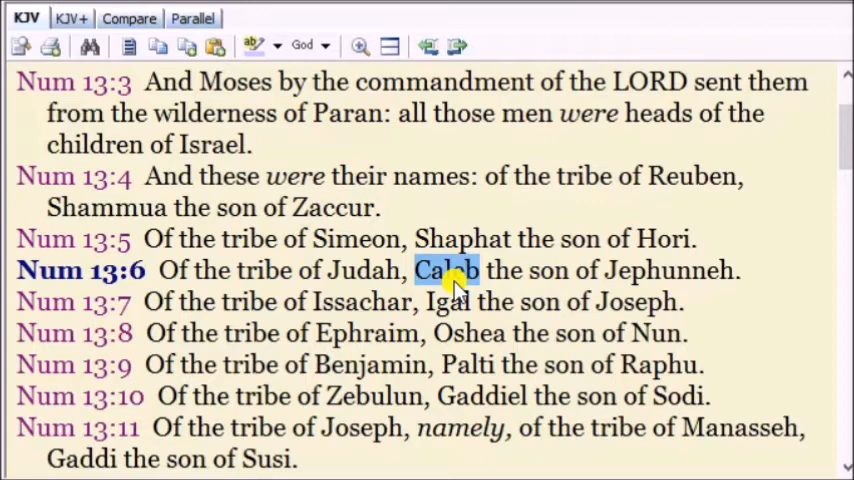 KJV KJV+ Compare Parallel
God
Num 13:3 And Moses by the commandment of the LORD sent them
from the wilderness of Paran: all those men were heads of the
children of Israel.
Num 13:4 And these were their names: of the tribe of Reuben,
Shammua the son of Zaccur.
Num 13:5 Of the tribe of Simeon, Shaphat the son of Hori.
Num 13:6 Of the tribe of Judah, Caleb the son of Jephunneh.
Num 13:7 Of the tribe of Issachar, Igal the son of Joseph.
Num 13:8 Of the tribe of Ephraim, Oshea the son of Nun.
Num 13:9 Of the tribe of Benjamin, Palti the son of Raphu.
Num 13:10 Of the tribe of Zebulun, Gaddiel the son of Sodi.
Num 13:11 Of the tribe of Joseph, namely, of the tribe of Manasseh,
Gaddi the son of Susi.